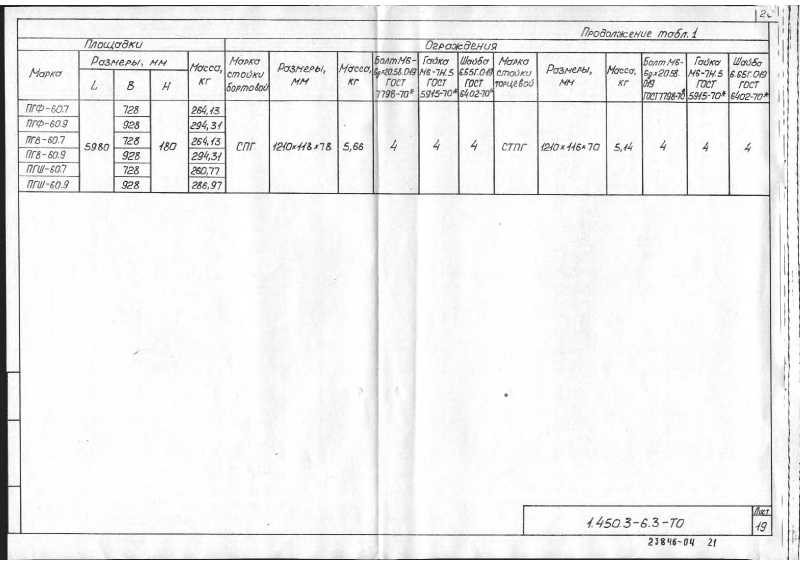 Продолжение табл. 1
Площадки
Ограждения
Марка
Размеры, мм
Масса, кг
L
В
Н
Марка стойки бортовой
Размеры, мм
Масса, кг
Болт М6-6g×20.58.019 ГОСТ 7798-70*
Гайка М6-7Н.5 ГОСТ 5915-70*
Шайба 6.65Г.019 ГОСТ 6402-70*
Марка стойки торцевой
Размеры, мм
Масса, кг
Болт М6-6g×20.58.019 ГОСТ 7798-70*
Гайка М6-7Н.5 ГОСТ 5915-70*
Шайба 6.65Г.019 ГОСТ 6402-70*
ПГФ-60.7 728 264,13
ПГФ-60.9 928 294,31
ПГВ-60.7 728 264,13
5980 180 СПГ 1210×118×78 5,66 4 4 4 СТПГ 1210×116×70 5,14 4 4 4
ПГВ-60.9 928 294,31
ПГШ-60.7 728 260,77
ПГШ-60.9 928 286,97
1.450.3-6.3-ТО
Лист
19
23846-04 21